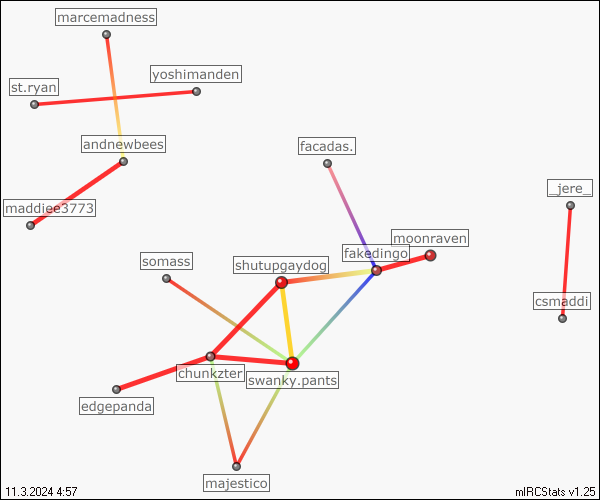 marcemadness
yoshimanden
st.ryan
andnewbees
facadas.
_jere_
maddiee3773
moonraven
fakedingo
somass
shutupgaydog
csmaddi
chunkzter
swanky.pants
edgepanda
majestico
11.3.2024 4:57
mIRCStats v1.25